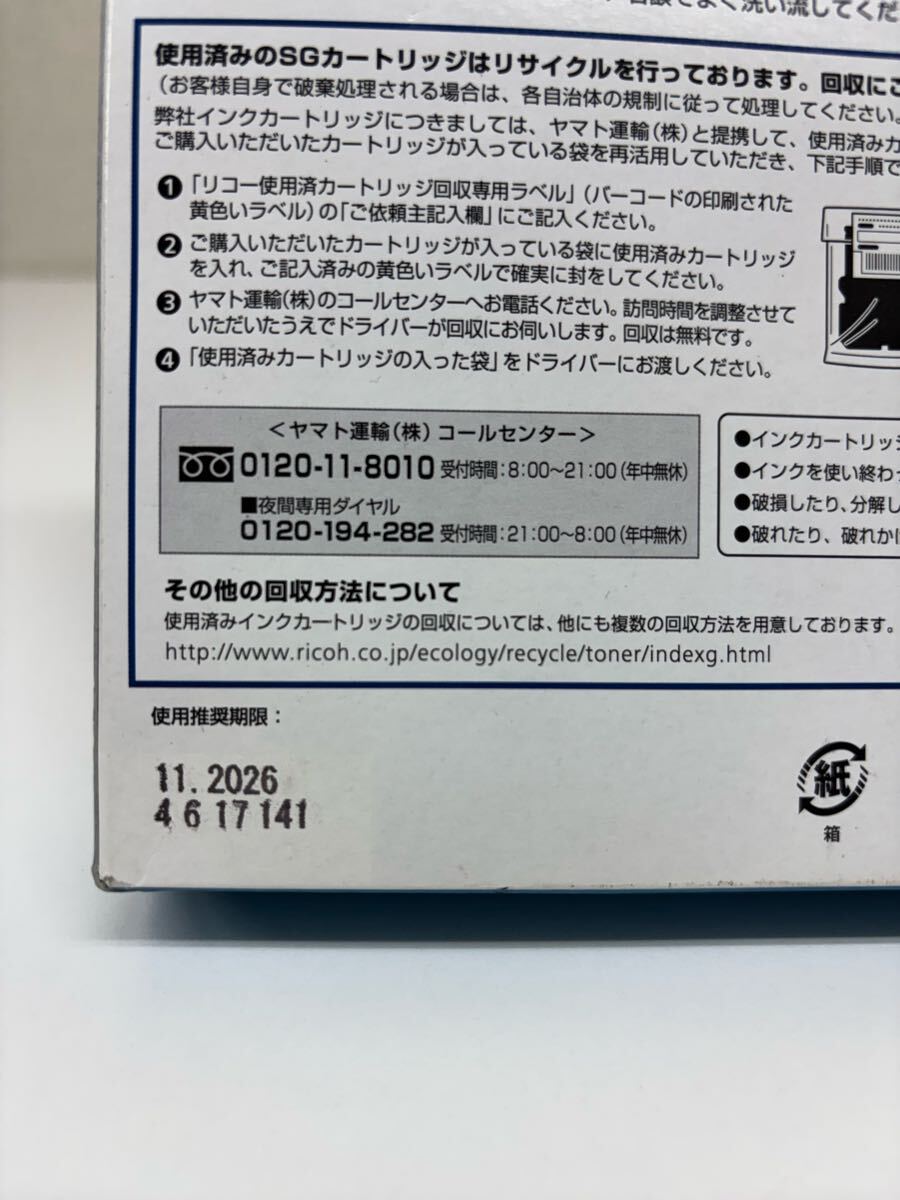 よく洗い流してくだ
使用済みのSGカートリッジはリサイクルを行っております。回収にご
（お客様自身で破棄処理される場合は、各自治体の規制に従って処理してください。
弊社インクカートリッジにつきましては、ヤマト運輸（株）と提携して、使用済みカ
ご購入いただいたカートリッジが入っている袋を再活用していただき、下記手順で
❶「リコー使用済カートリッジ回収専用ラベル」（バーコードの印刷された
黄色いラベル）の「ご依頼主記入欄」にご記入ください。
❷ ご購入いただいたカートリッジが入っている袋に使用済みカートリッジ
を入れ、ご記入済みの黄色いラベルで確実に封をしてください。
❸ ヤマト運輸（株）のコールセンターへお電話ください。訪問時間を調整させて
いただいたうえでドライバーが回収にお伺いします。回収は無料です。
❹「使用済みカートリッジの入った袋」をドライバーにお渡しください。
＜ヤマト運輸（株）コールセンター＞
0120-11-8010 受付時間：8:00～21:00（年中無休）
■夜間専用ダイヤル
0120-194-282 受付時間：21:00～8:00（年中無休）
●インクカートリッジ
●インクを使い終わっ
●破損したり、分解し
●破れたり、破れか
その他の回収方法について
使用済みインクカートリッジの回収については、他にも複数の回収方法を用意しております。
http://www.ricoh.co.jp/ecology/recycle/toner/indexg.html
使用推奨期限：
11. 2026
4 6 17 141
紙
箱